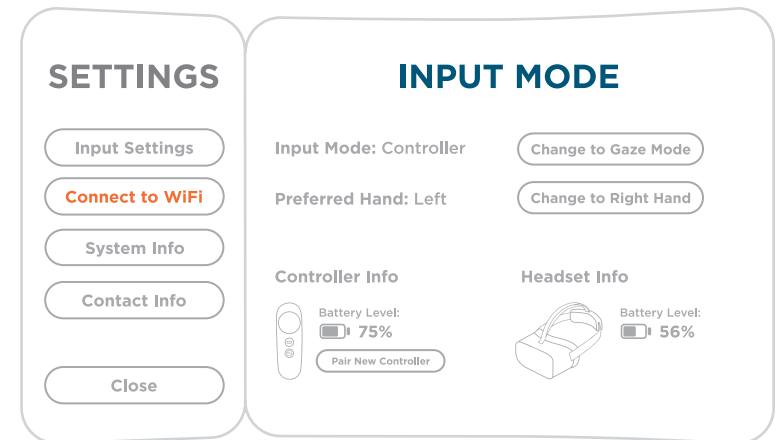 SETTINGS
Input Settings
Connect to WiFi
System Info
Contact Info
Close
INPUT MODE
Input Mode: Controller
Change to Gaze Mode
Preferred Hand: Left
Change to Right Hand
Controller Info
Battery Level:
75%
Pair New Controller
Headset Info
Battery Level:
56%